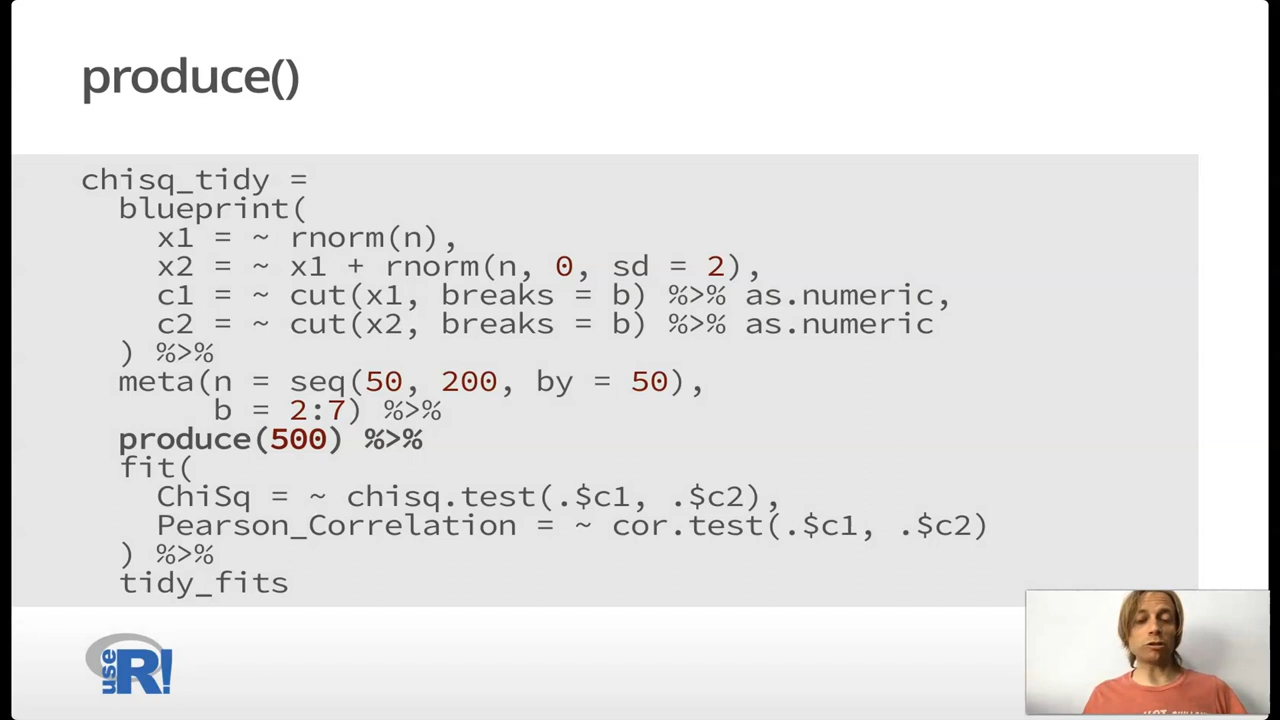 produce()
chisq_tidy =
blueprint(
x1 = ~ rnorm(n),
x2 = ~ x1 + rnorm(n, 0, sd = 2),
c1 = ~ cut(x1, breaks = b) %>% as.numeric,
c2 = ~ cut(x2, breaks = b) %>% as.numeric
) %>%
meta(n = seq(50, 200, by = 50),
b = 2:7) %>%
produce(500) %>%
fit(
ChiSq = ~ chisq.test(.$c1, .$c2),
Pearson_Correlation = ~ cor.test(.$c1, .$c2)
) %>%
tidy_fits
use R!